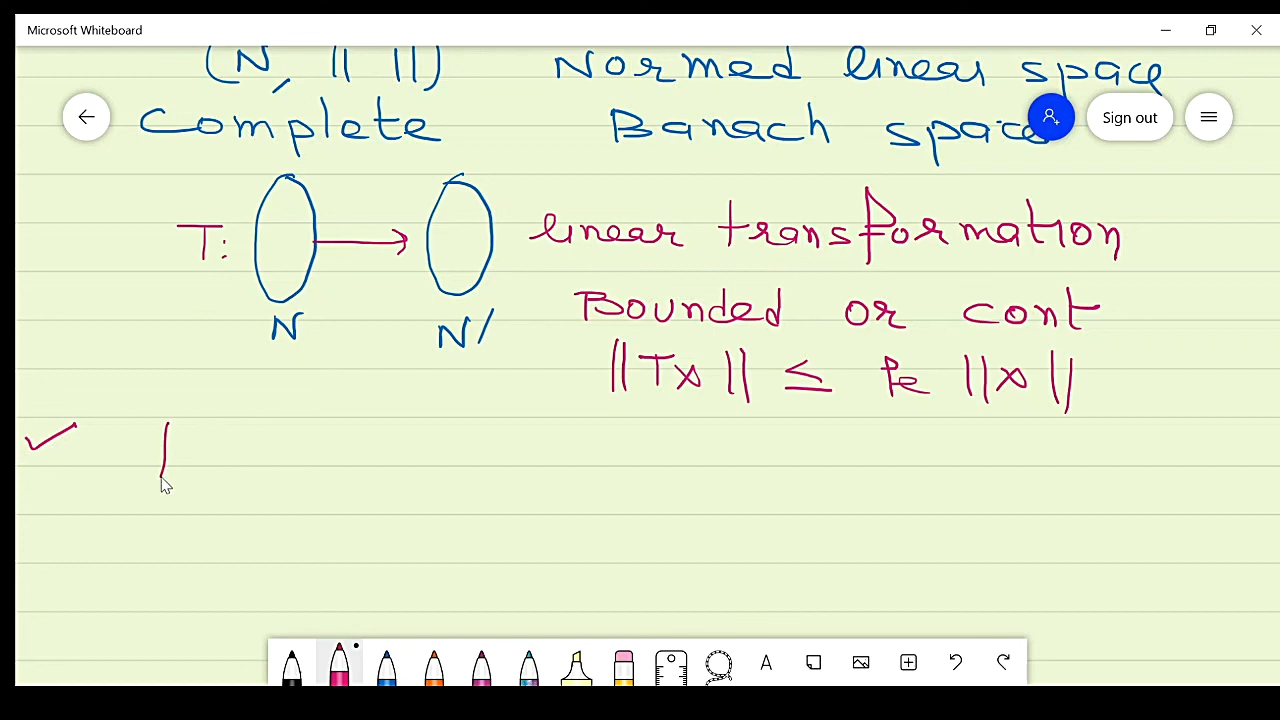 Microsoft Whiteboard
(N, || ||) Normed linear space
Complete Banach space
Sign out
T: N → N' linear transformation
Bounded or cont
||Tx|| ≤ k ||x||
✓ |
A